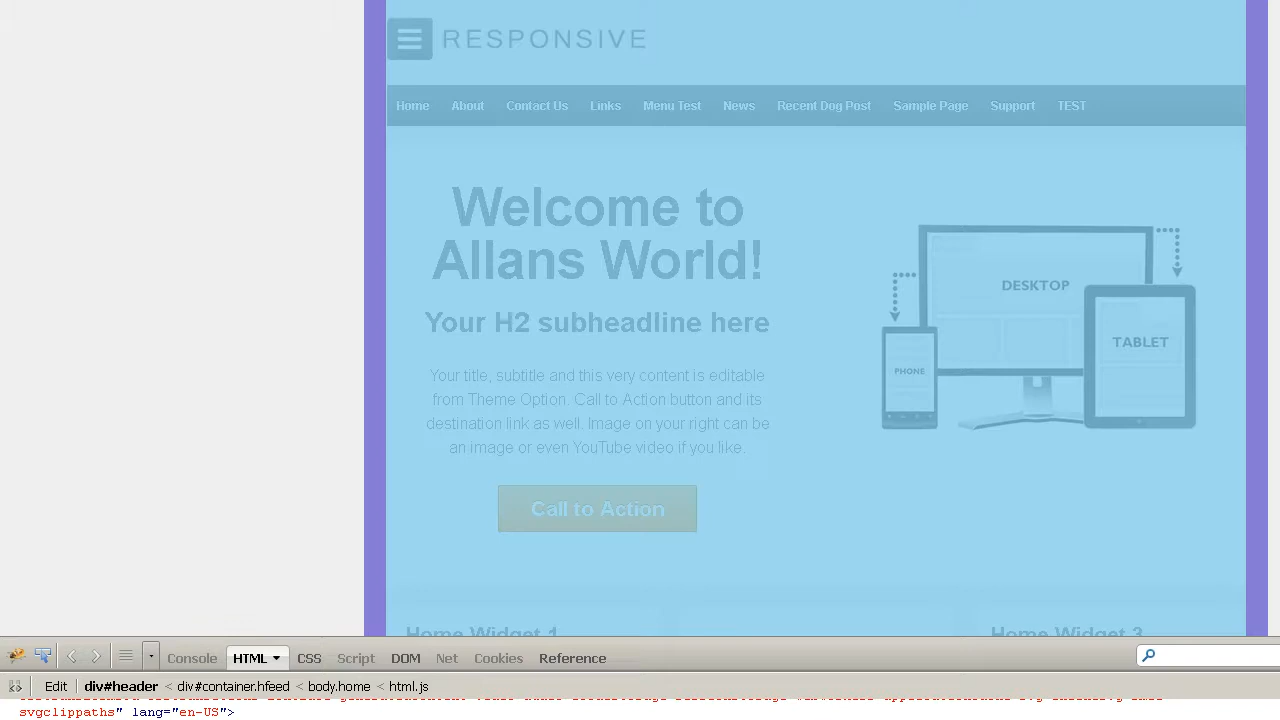 RESPONSIVE
Home About Contact Us Links Menu Test News Recent Dog Post Sample Page Support TEST
Welcome to
Allans World!
Your H2 subheadline here
Your title, subtitle and this very content is editable
from Theme Option. Call to Action button and its
destination link as well. Image on your right can be
an image or even YouTube video if you like.
Call to Action
DESKTOP
TABLET
PHONE
Home Widget 1
Home Widget 3
Console HTML CSS Script DOM Net Cookies Reference
Edit div#header < div#container.hfeed < body.home < html.js
svgclippaths" lang="en-US">